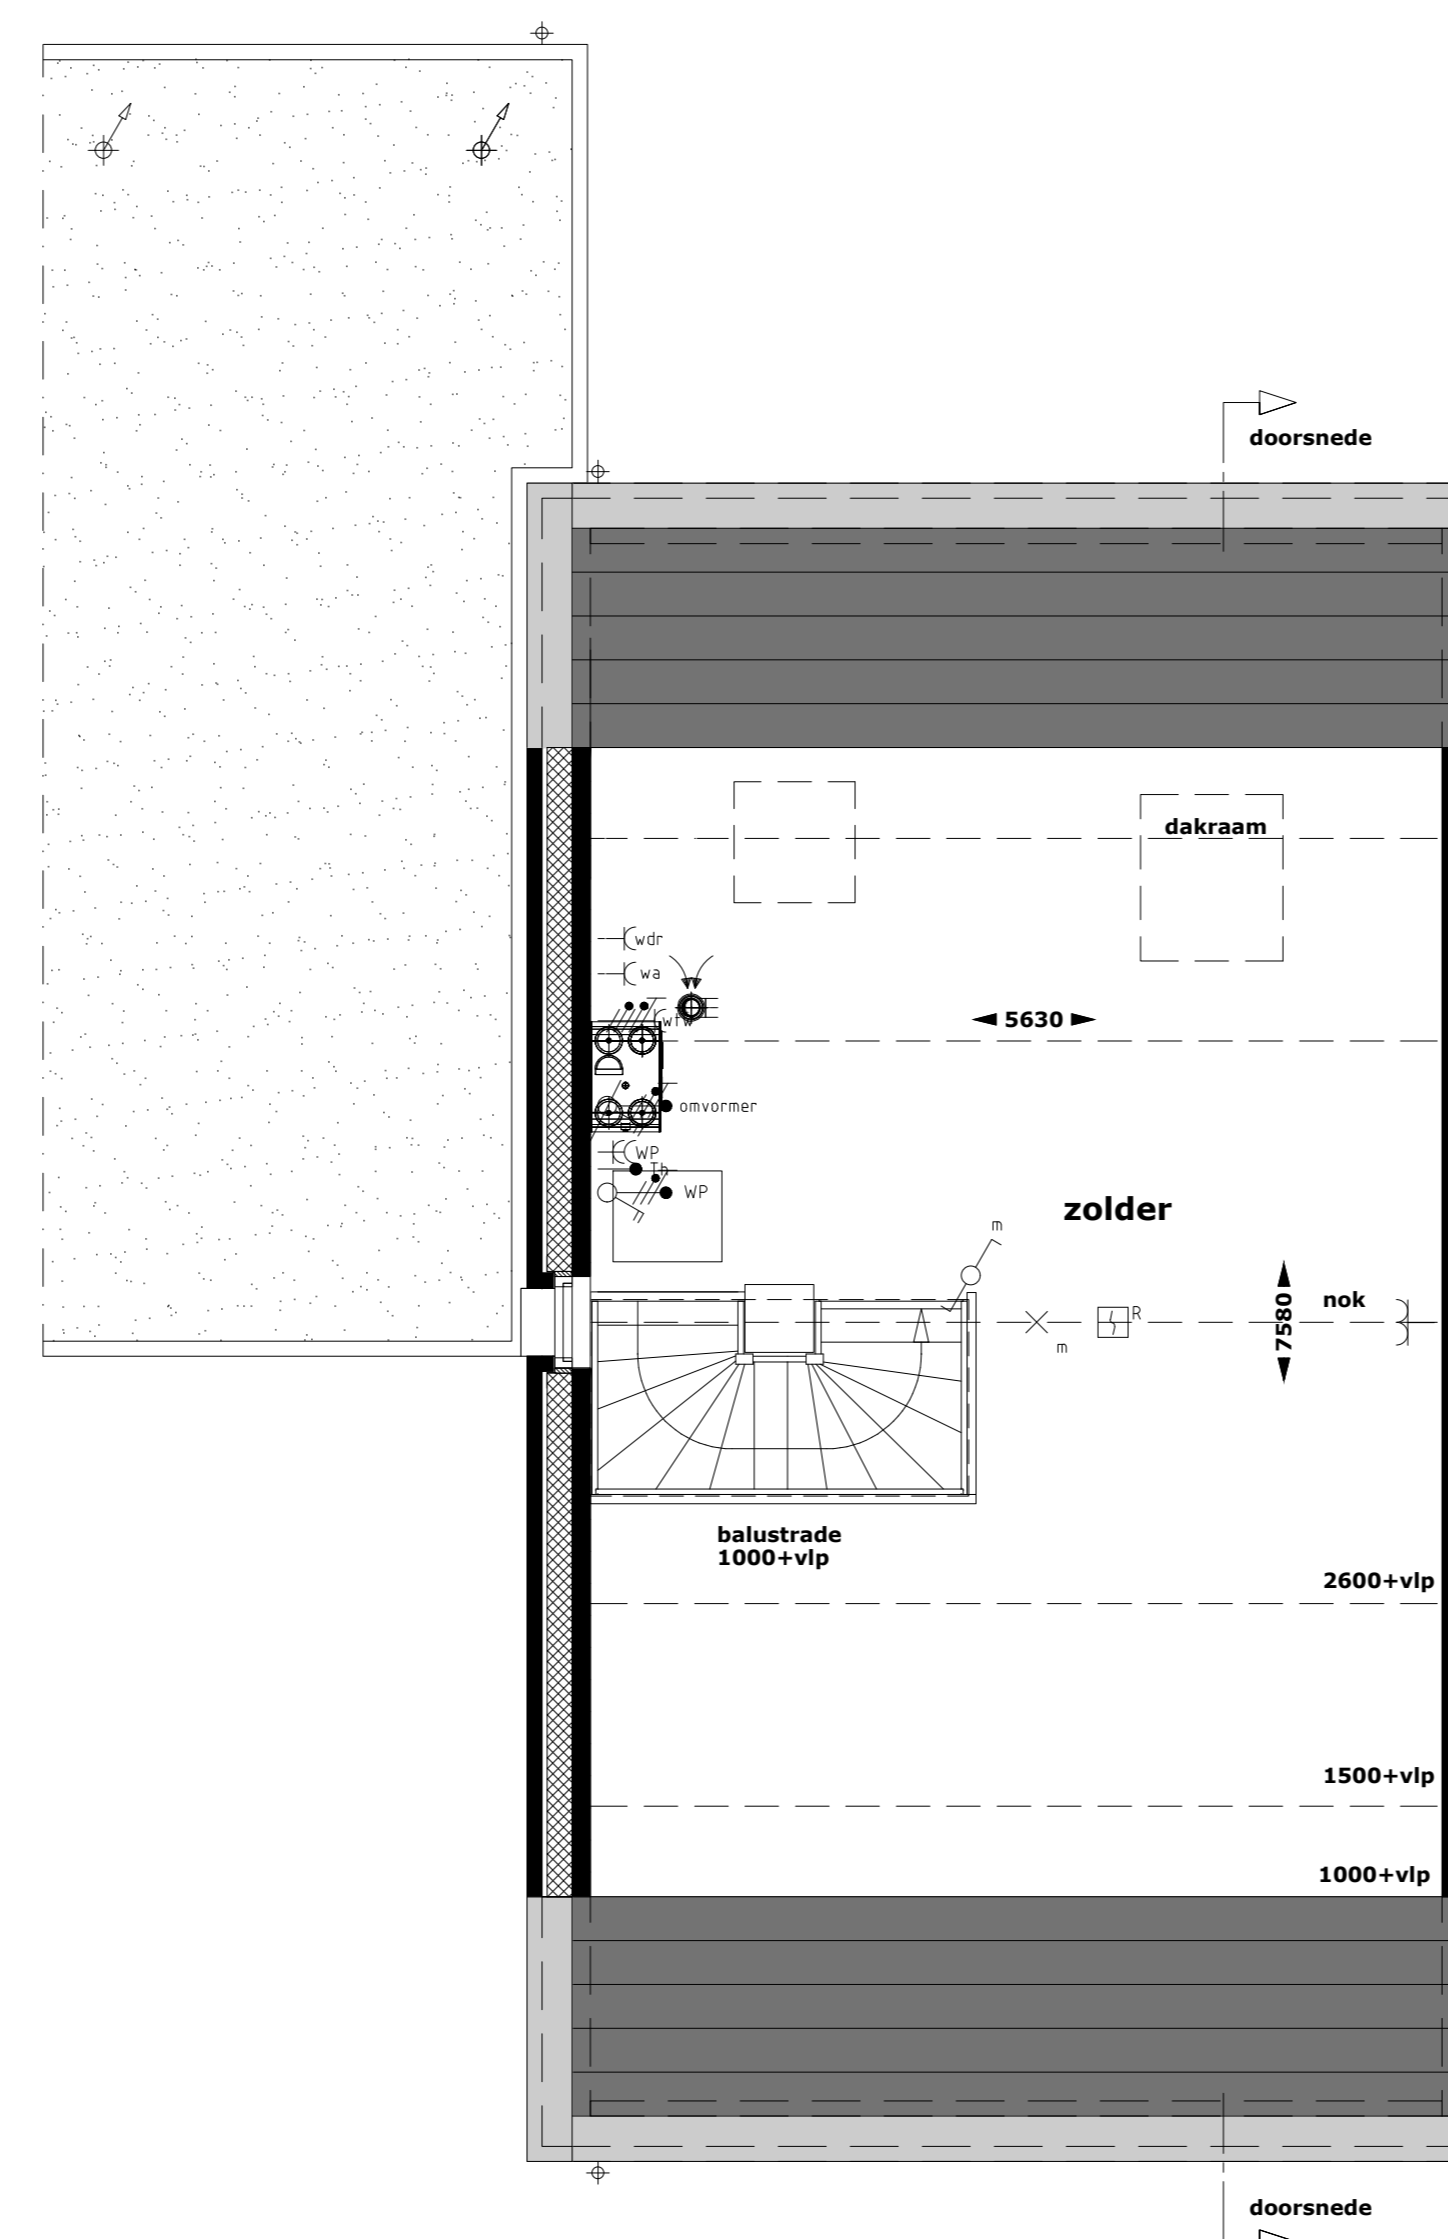 doorsnede
dakraam
wdr
wa
wtw
5630
omvormer
WP
Th
WP
zolder
m
nok
7580
R
m
balustrade
1000+vlp
2600+vlp
1500+vlp
1000+vlp
doorsnede